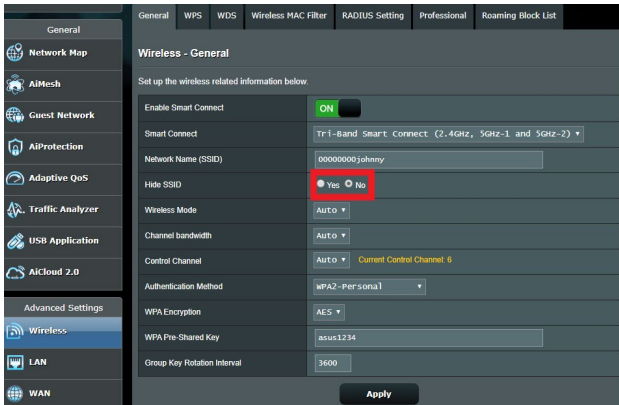 General WPS WDS Wireless MAC Filter RADIUS Setting Professional Roaming Block List
General
Network Map
AiMesh
Guest Network
AiProtection
Adaptive QoS
Traffic Analyzer
USB Application
AiCloud 2.0
Advanced Settings
Wireless
LAN
WAN
Wireless - General
Set up the wireless related information below.
Enable Smart Connect ON
Smart Connect Tri-Band Smart Connect (2.4GHz, 5GHz-1 and 5GHz-2)
Network Name (SSID) 00000000johnny
Hide SSID Yes No
Wireless Mode Auto
Channel bandwidth Auto
Control Channel Auto Current Control Channel: 6
Authentication Method WPA2-Personal
WPA Encryption AES
WPA Pre-Shared Key asus1234
Group Key Rotation Interval 3600
Apply